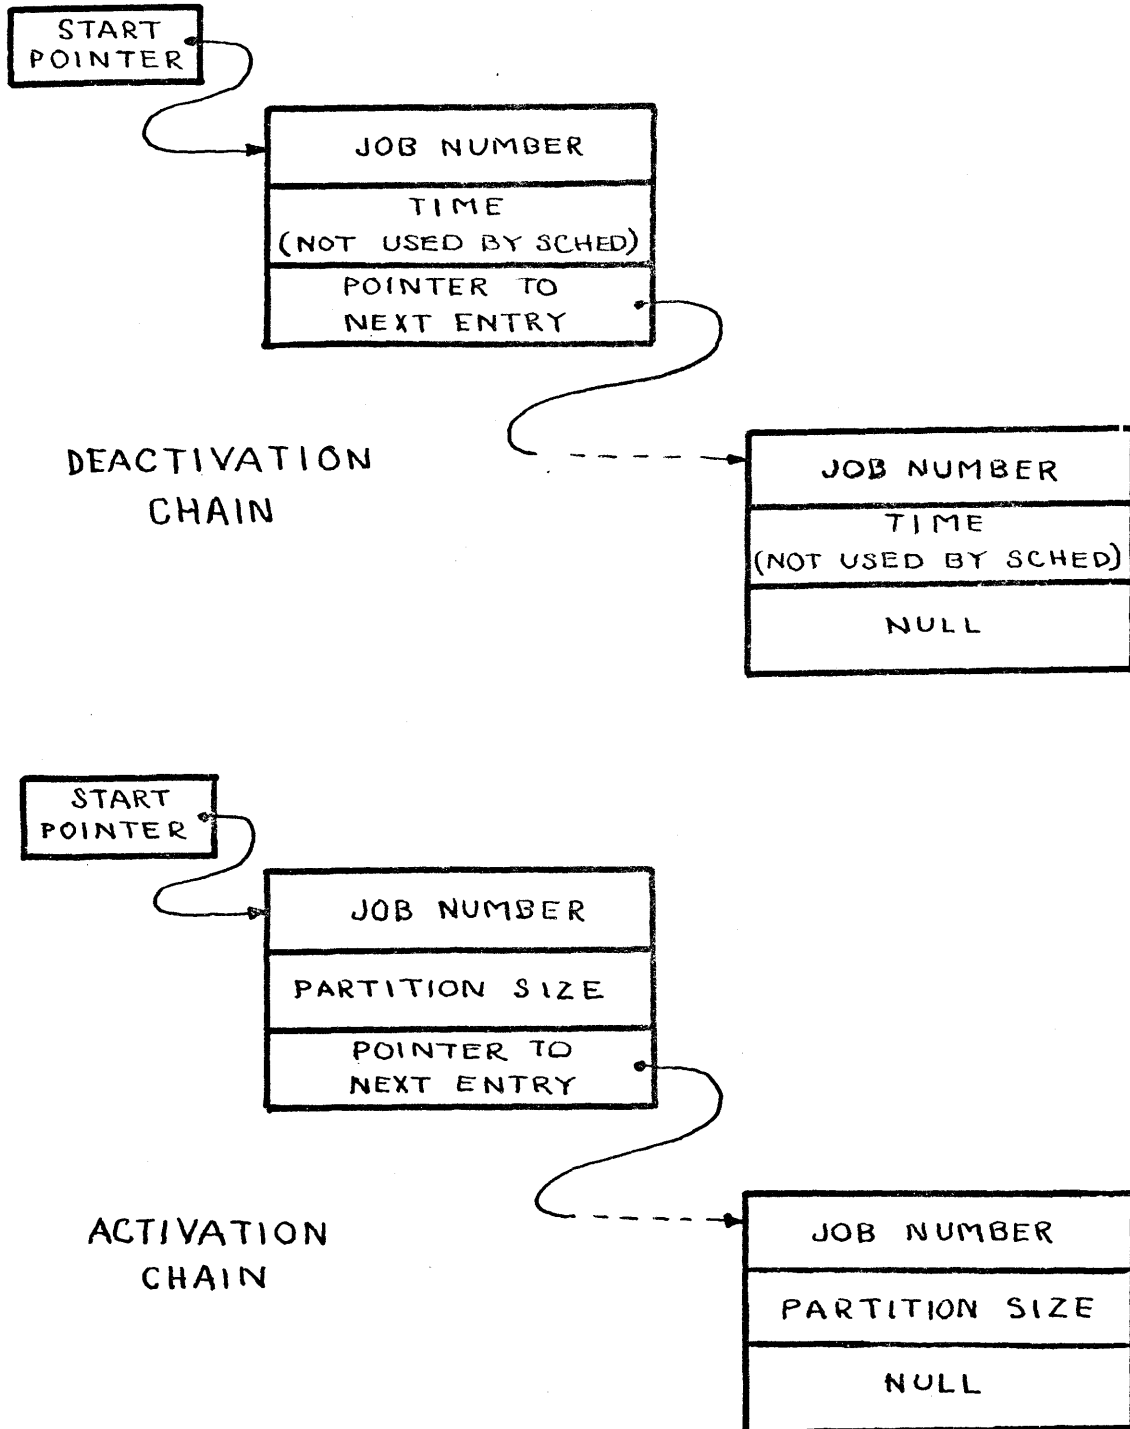 START
POINTER
JOB NUMBER
TIME
(NOT USED BY SCHED)
POINTER TO
NEXT ENTRY
DEACTIVATION
CHAIN
JOB NUMBER
TIME
(NOT USED BY SCHED)
NULL
START
POINTER
JOB NUMBER
PARTITION SIZE
POINTER TO
NEXT ENTRY
ACTIVATION
CHAIN
JOB NUMBER
PARTITION SIZE
NULL